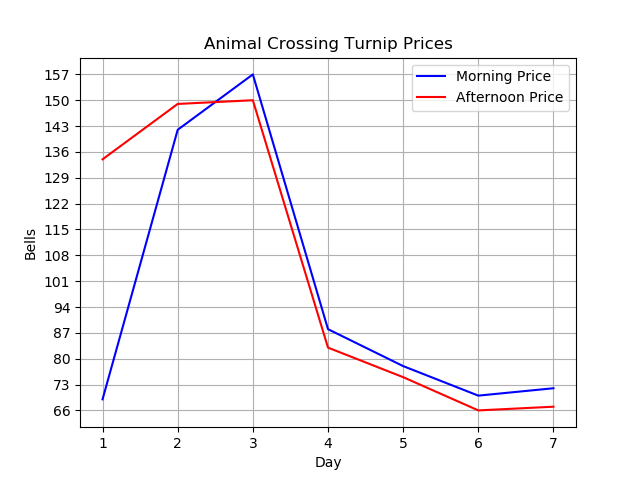 Animal Crossing Turnip Prices
Morning Price
Afternoon Price
157
150
143
136
129
122
115
108
101
94
87
80
73
66
Bells
1 2 3 4 5 6 7
Day